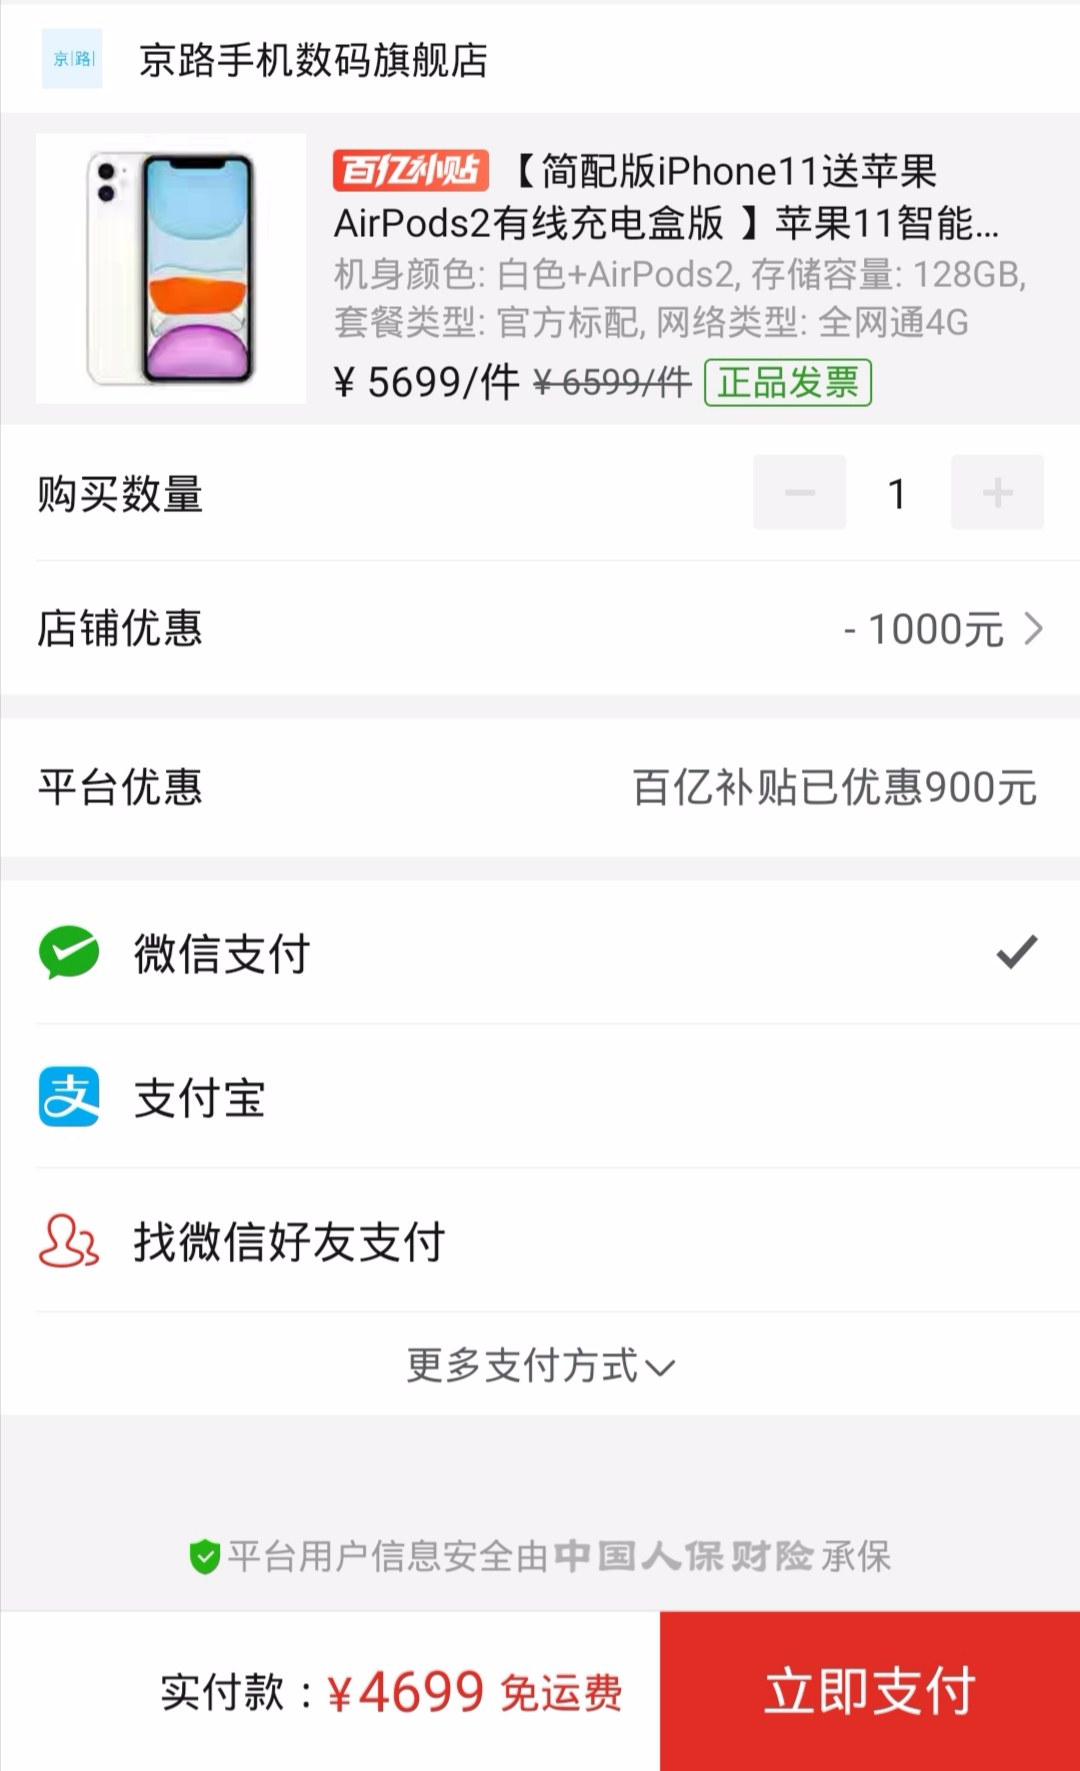 京路
京路手机数码旗舰店
百亿补贴 【简配版iPhone11送苹果
AirPods2有线充电盒版 】苹果11智能...
机身颜色: 白色+AirPods2, 存储容量: 128GB,
套餐类型: 官方标配, 网络类型: 全网通4G
¥ 5699/件 ¥ 6599/件 正品发票
购买数量 － 1 ＋
店铺优惠 - 1000元 >
平台优惠 百亿补贴已优惠900元
微信支付
支 支付宝
找微信好友支付
更多支付方式
平台用户信息安全由中国人保财险承保
实付款：¥4699 免运费 立即支付